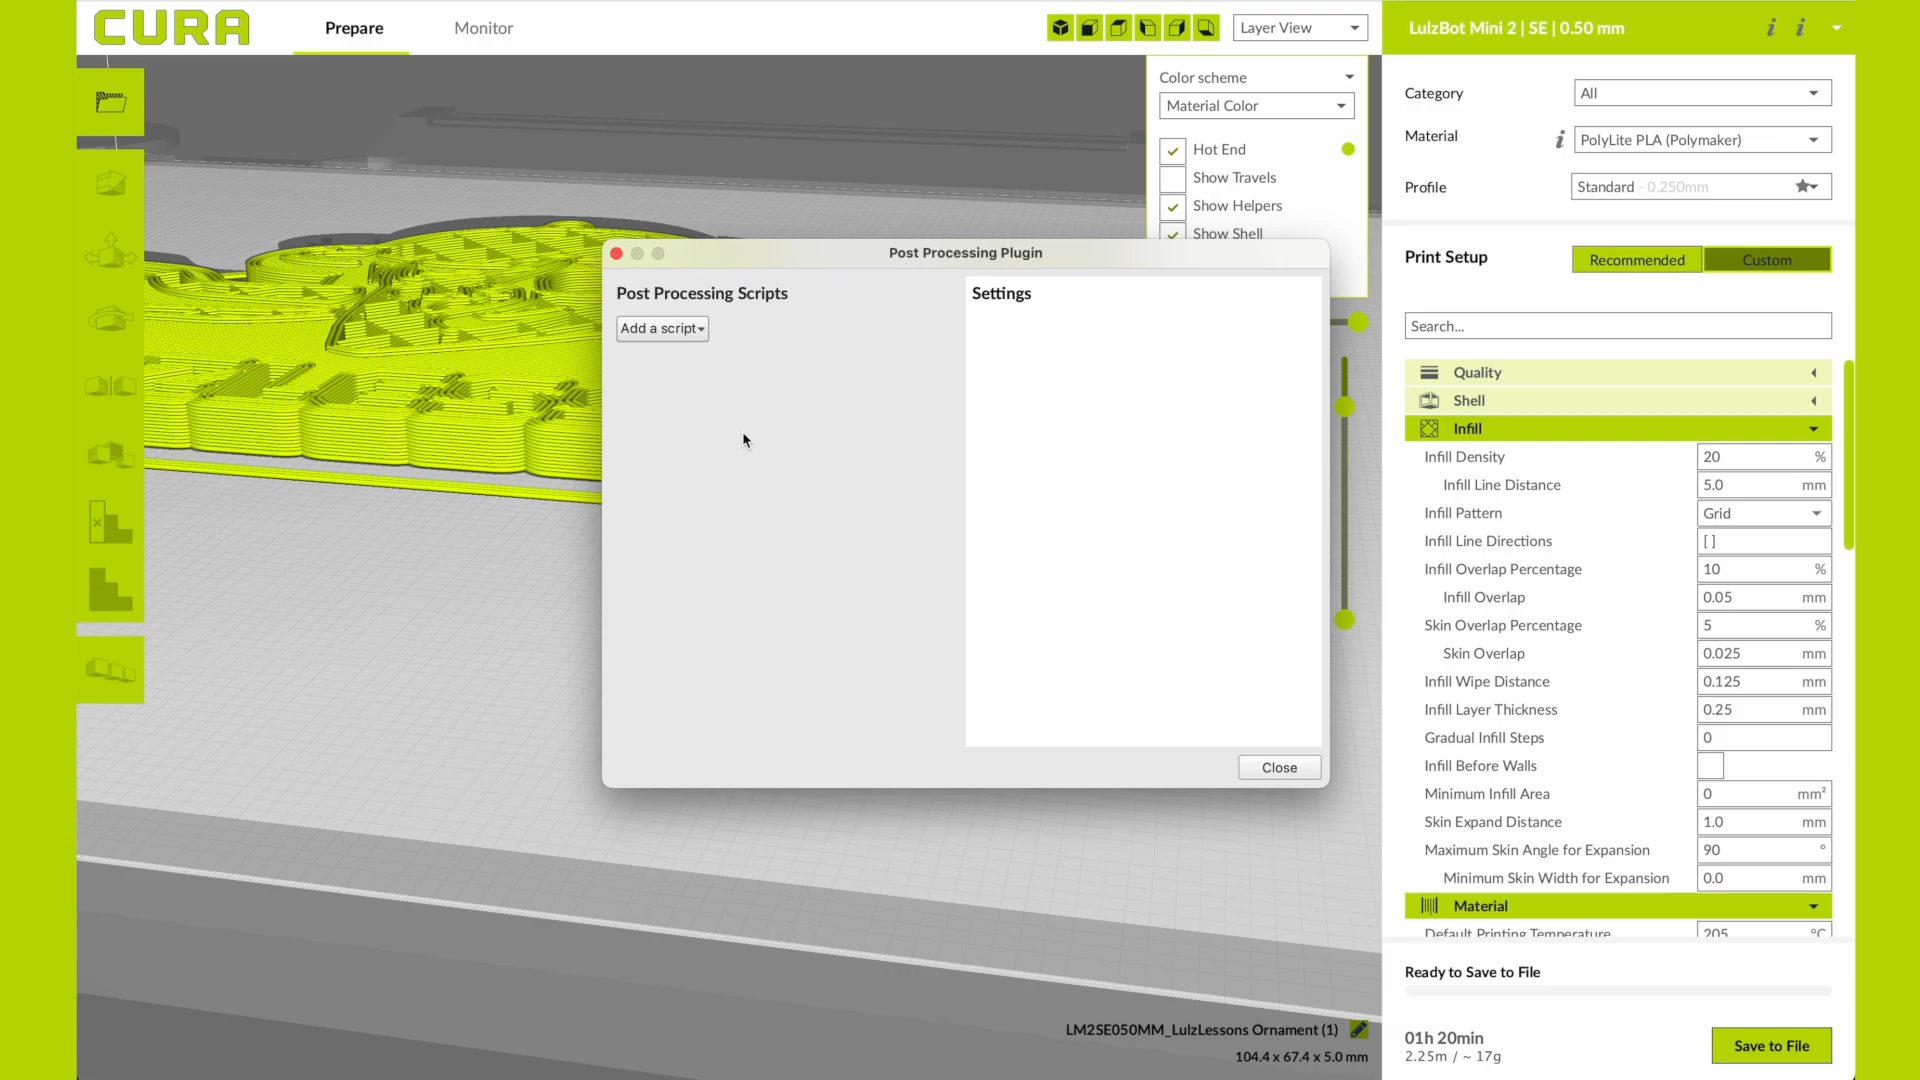 CURA
Prepare
Monitor
Layer View
LulzBot Mini 2 | SE | 0.50 mm
Color scheme
Material Color
Hot End
Show Travels
Show Helpers
Show Shell
Category
All
Material
i
PolyLite PLA (Polymaker)
Profile
Standard - 0.250mm
Post Processing Plugin
Post Processing Scripts
Add a script
Settings
Close
Print Setup
Recommended
Custom
Search...
Quality
Shell
Infill
Infill Density
20 %
Infill Line Distance
5.0 mm
Infill Pattern
Grid
Infill Line Directions
[ ]
Infill Overlap Percentage
10 %
Infill Overlap
0.05 mm
Skin Overlap Percentage
5 %
Skin Overlap
0.025 mm
Infill Wipe Distance
0.125 mm
Infill Layer Thickness
0.25 mm
Gradual Infill Steps
0
Infill Before Walls
Minimum Infill Area
0 mm²
Skin Expand Distance
1.0 mm
Maximum Skin Angle for Expansion
90 °
Minimum Skin Width for Expansion
0.0 mm
Material
Default Printing Temperature
205 °C
Ready to Save to File
LM2SE050MM_LulzLessons Ornament (1)
104.4 x 67.4 x 5.0 mm
01h 20min
2.25m / ~ 17g
Save to File